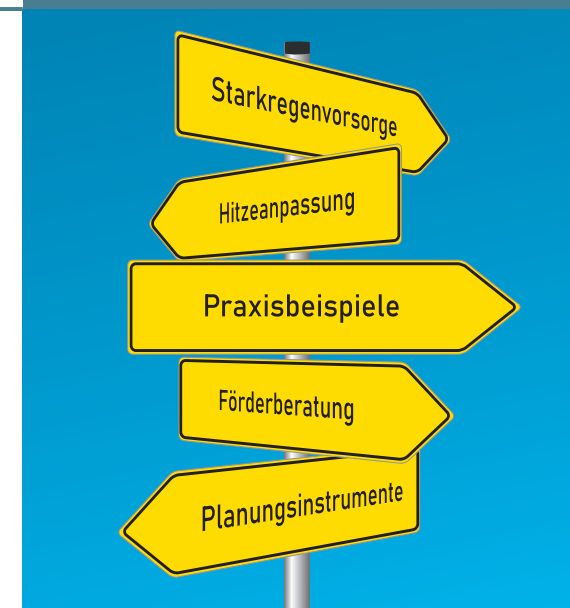 Starkregenvorsorge
Hitzeanpassung
Praxisbeispiele
Förderberatung
Planungsinstrumente